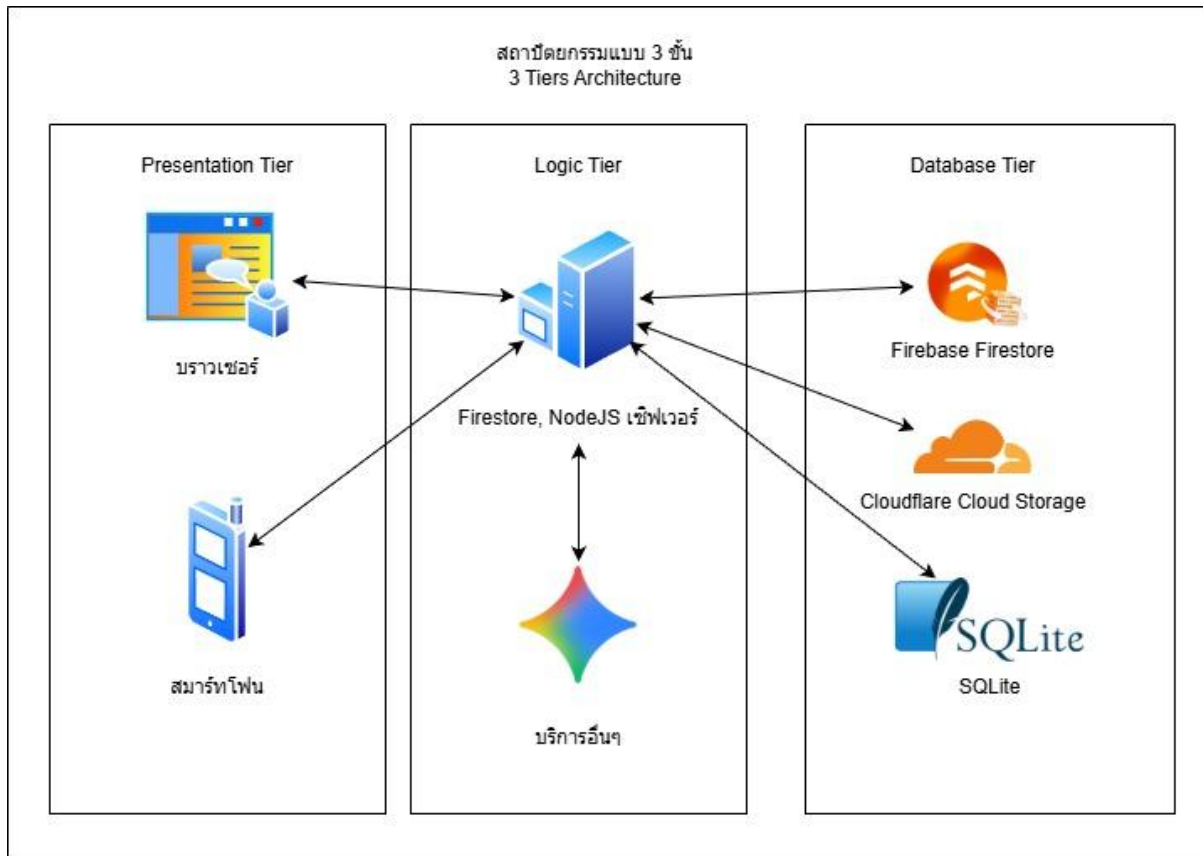 สถาปัตยกรรมแบบ 3 ชั้น
3 Tiers Architecture
Presentation Tier
บราวเซอร์
สมาร์ทโฟน
Logic Tier
Firestore, NodeJS เซิฟเวอร์
บริการอื่นๆ
Database Tier
Firebase Firestore
Cloudflare Cloud Storage
SQLite
SQLite